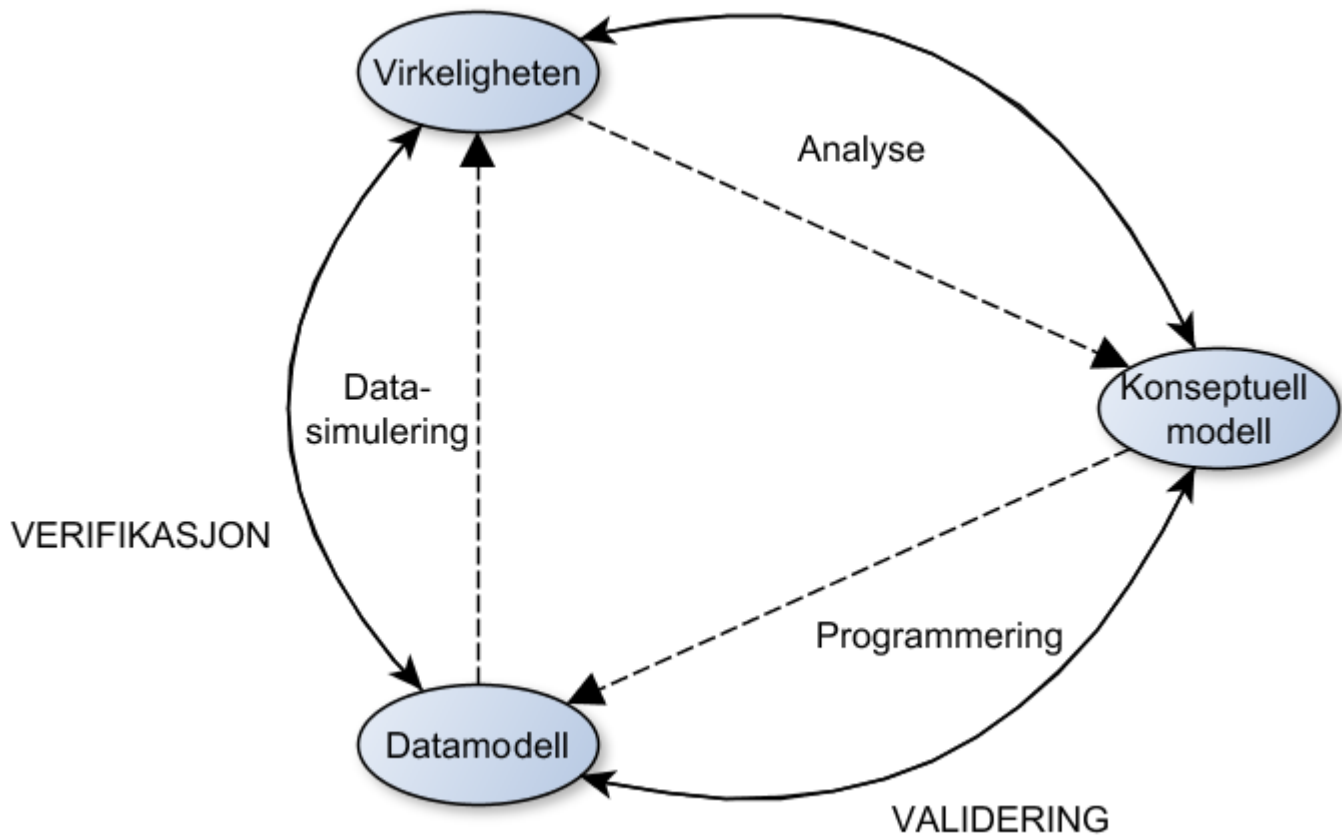 Virkeligheten
Analyse
Konseptuell
modell
Data-
simulering
VERIFIKASJON
Programmering
Datamodell
VALIDERING